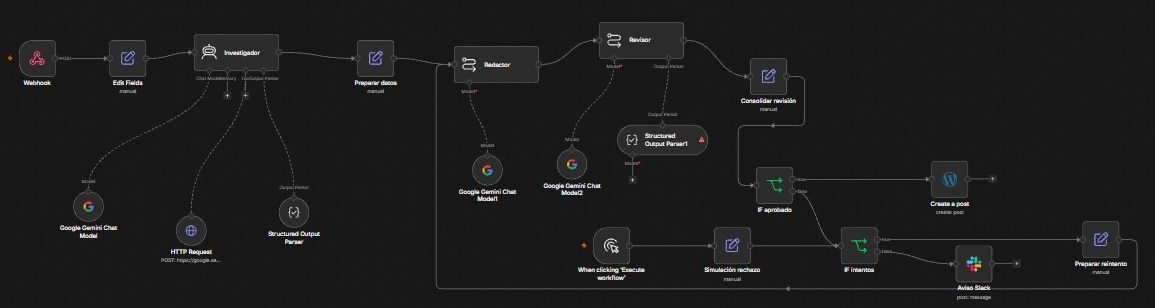 POST
Webhook
Edit Fields
manual
Investigador
Chat Model
Memory
Tool
Output Parser
Preparar datos
manual
Redactor
Model*
Revisor
Model*
Output Parser
Consolidar revisión
manual
Output Parser
Structured
Output Parser1
Model*
Model
Google Gemini Chat
Model1
Model
Google Gemini Chat
Model2
Model
Google Gemini Chat
Model
HTTP Request
POST: https://google.se...
Output Parser
Structured Output
Parser
IF aprobado
true
false
Create a post
create: post
When clicking 'Execute
workflow'
Simulación rechazo
manual
IF intentos
true
false
Aviso Slack
post: message
Preparar reintento
manual